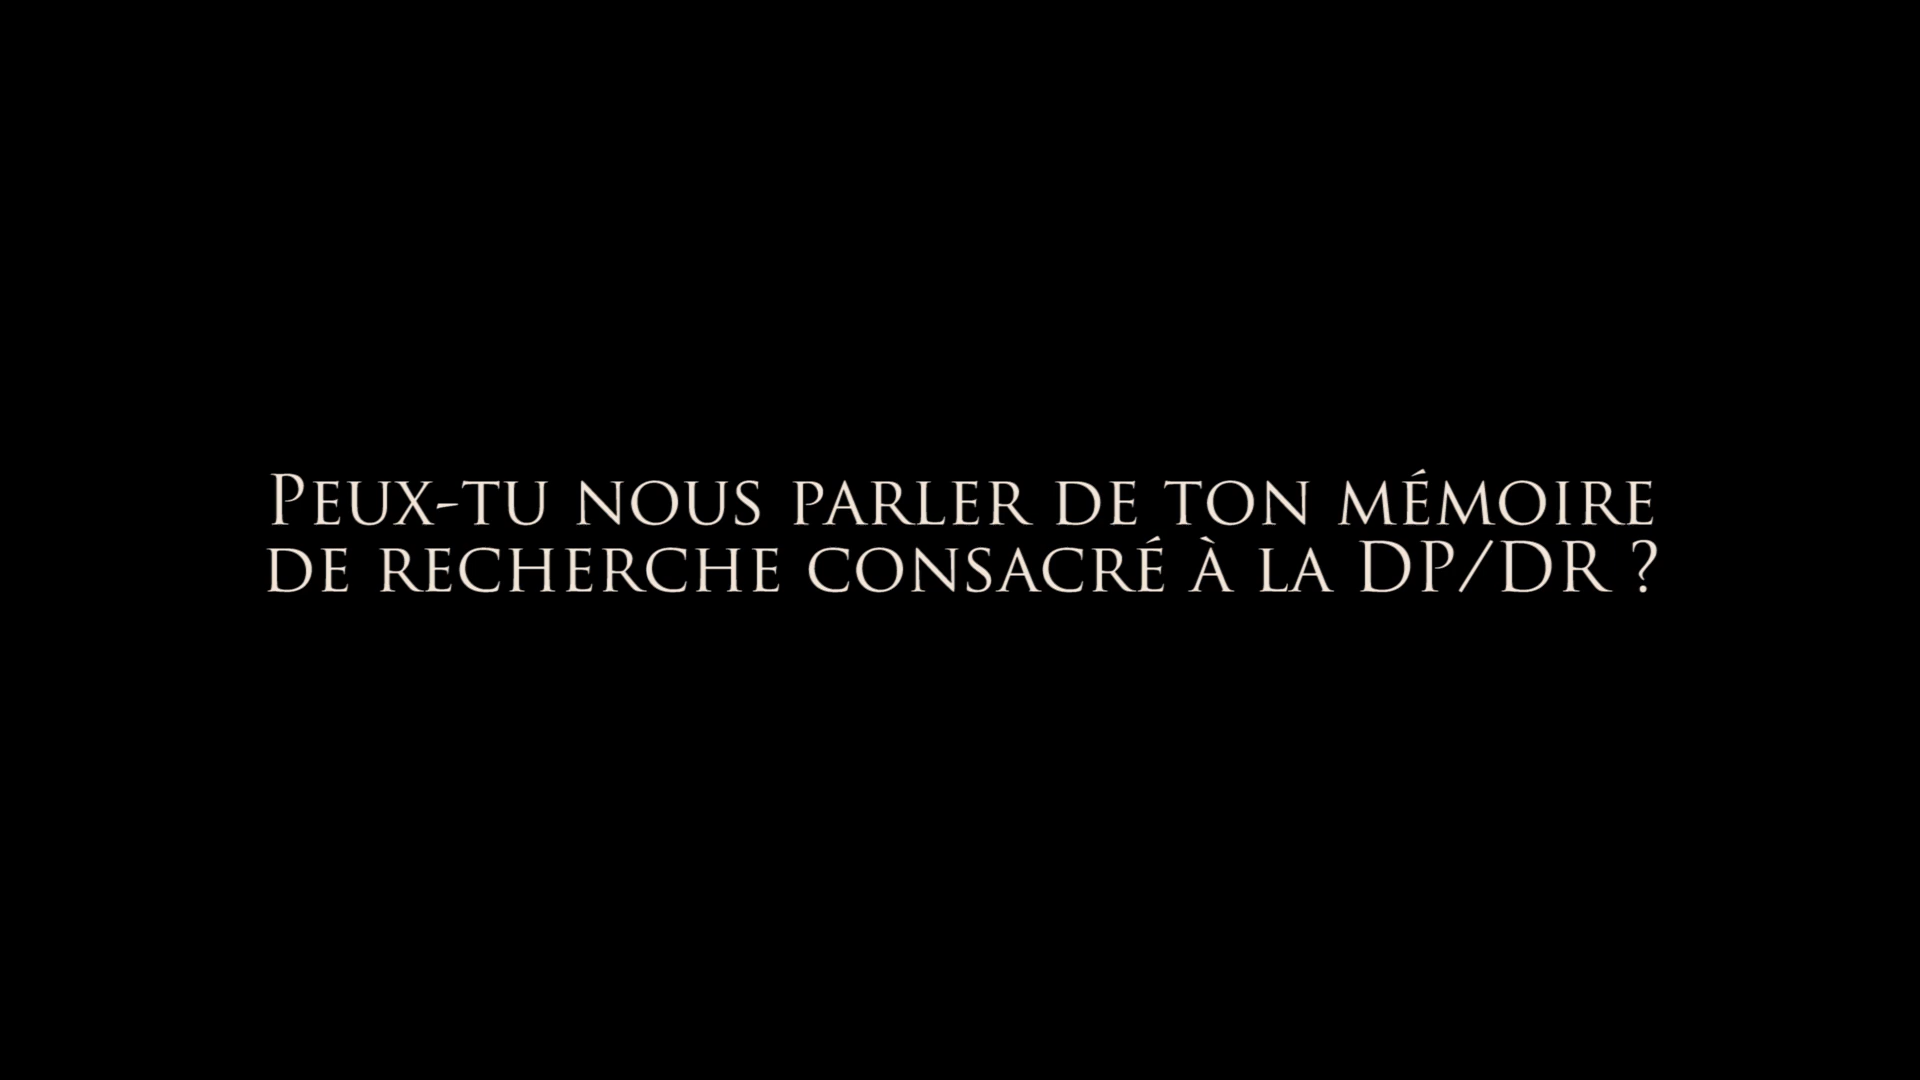 Peux-tu nous parler de ton mémoire
de recherche consacré à la DP/DR ?